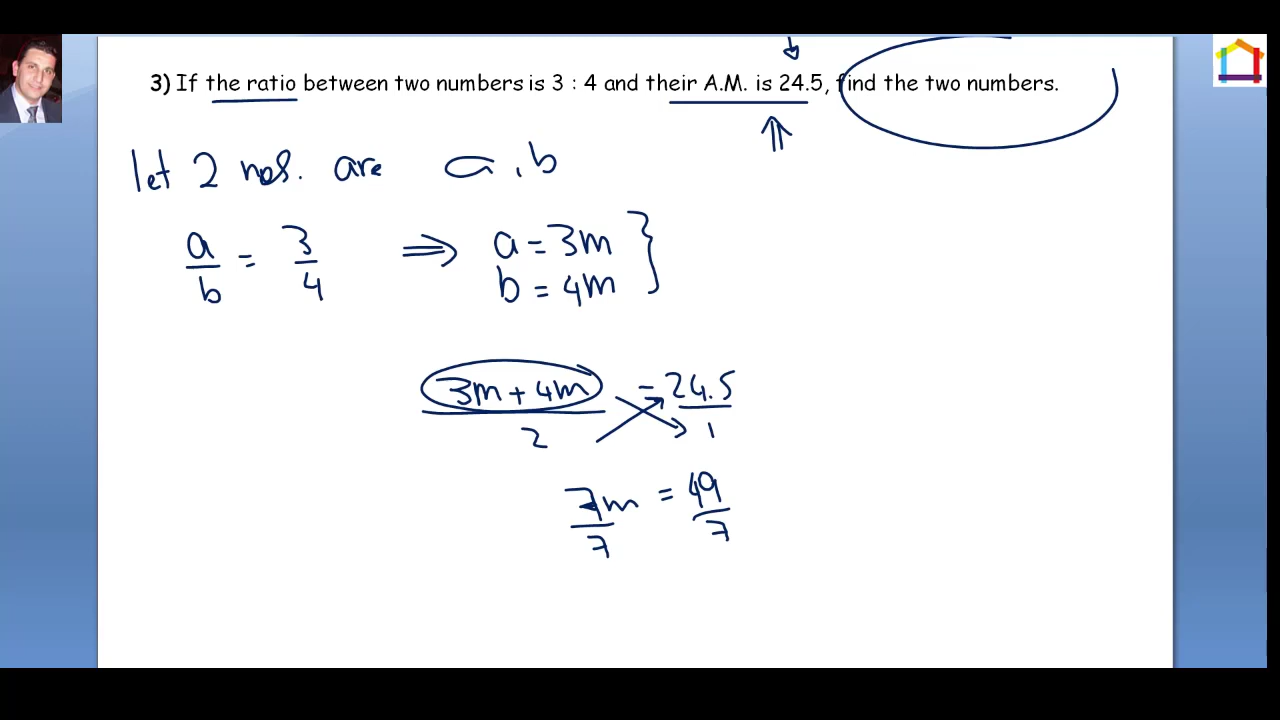 3) If the ratio between two numbers is 3 : 4 and their A.M. is 24.5, find the two numbers.
let 2 nos. are a , b
a/b = 3/4 ⇒ a = 3m
b = 4m }
(3m + 4m)/2 = 24.5/1
7m/7 = 49/7